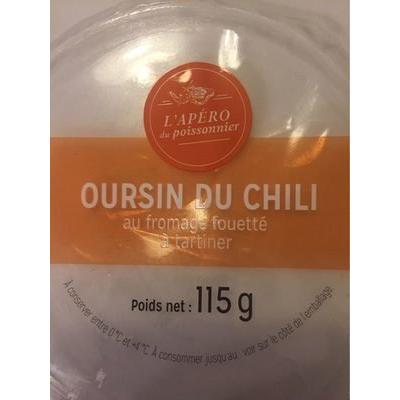 L'APÉRO
du poissonnier
OURSIN DU CHILI
au fromage fouetté
à tartiner
Poids net : 115 g
À conserver entre 0°C et +4°C. À consommer jusqu'au : voir sur le côté de l'emballage